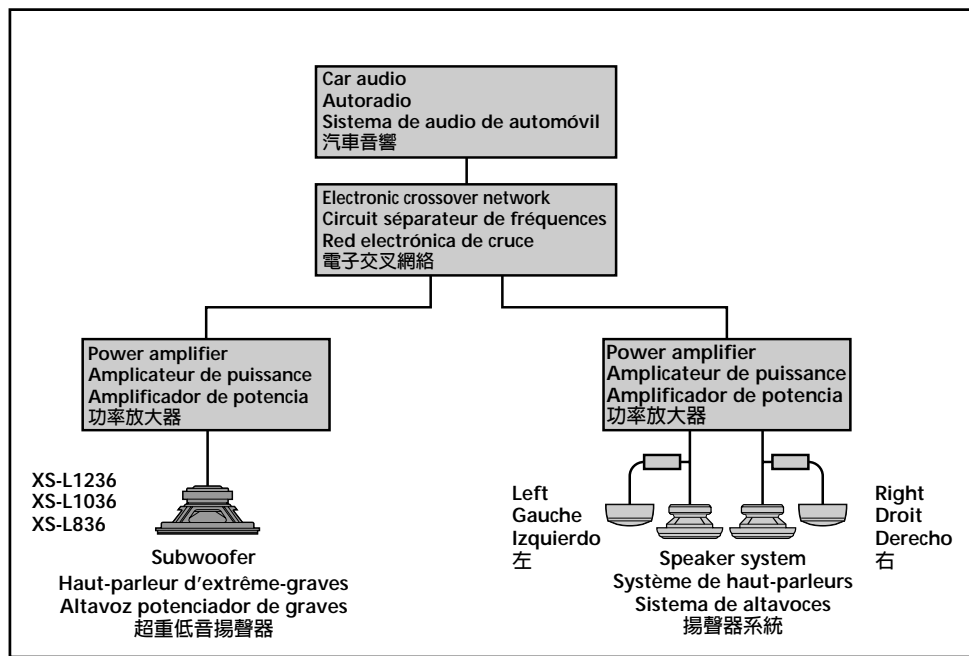 Car audio
Autoradio
Sistema de audio de automóvil
汽車音響
Electronic crossover network
Circuit séparateur de fréquences
Red electrónica de cruce
電子交叉網絡
Power amplifier
Amplicateur de puissance
Amplificador de potencia
功率放大器
Power amplifier
Amplicateur de puissance
Amplificador de potencia
功率放大器
XS-L1236
XS-L1036
XS-L836
Subwoofer
Haut-parleur d'extrême-graves
Altavoz potenciador de graves
超重低音揚聲器
Left
Gauche
Izquierdo
左
Right
Droit
Derecho
右
Speaker system
Système de haut-parleurs
Sistema de altavoces
揚聲器系統